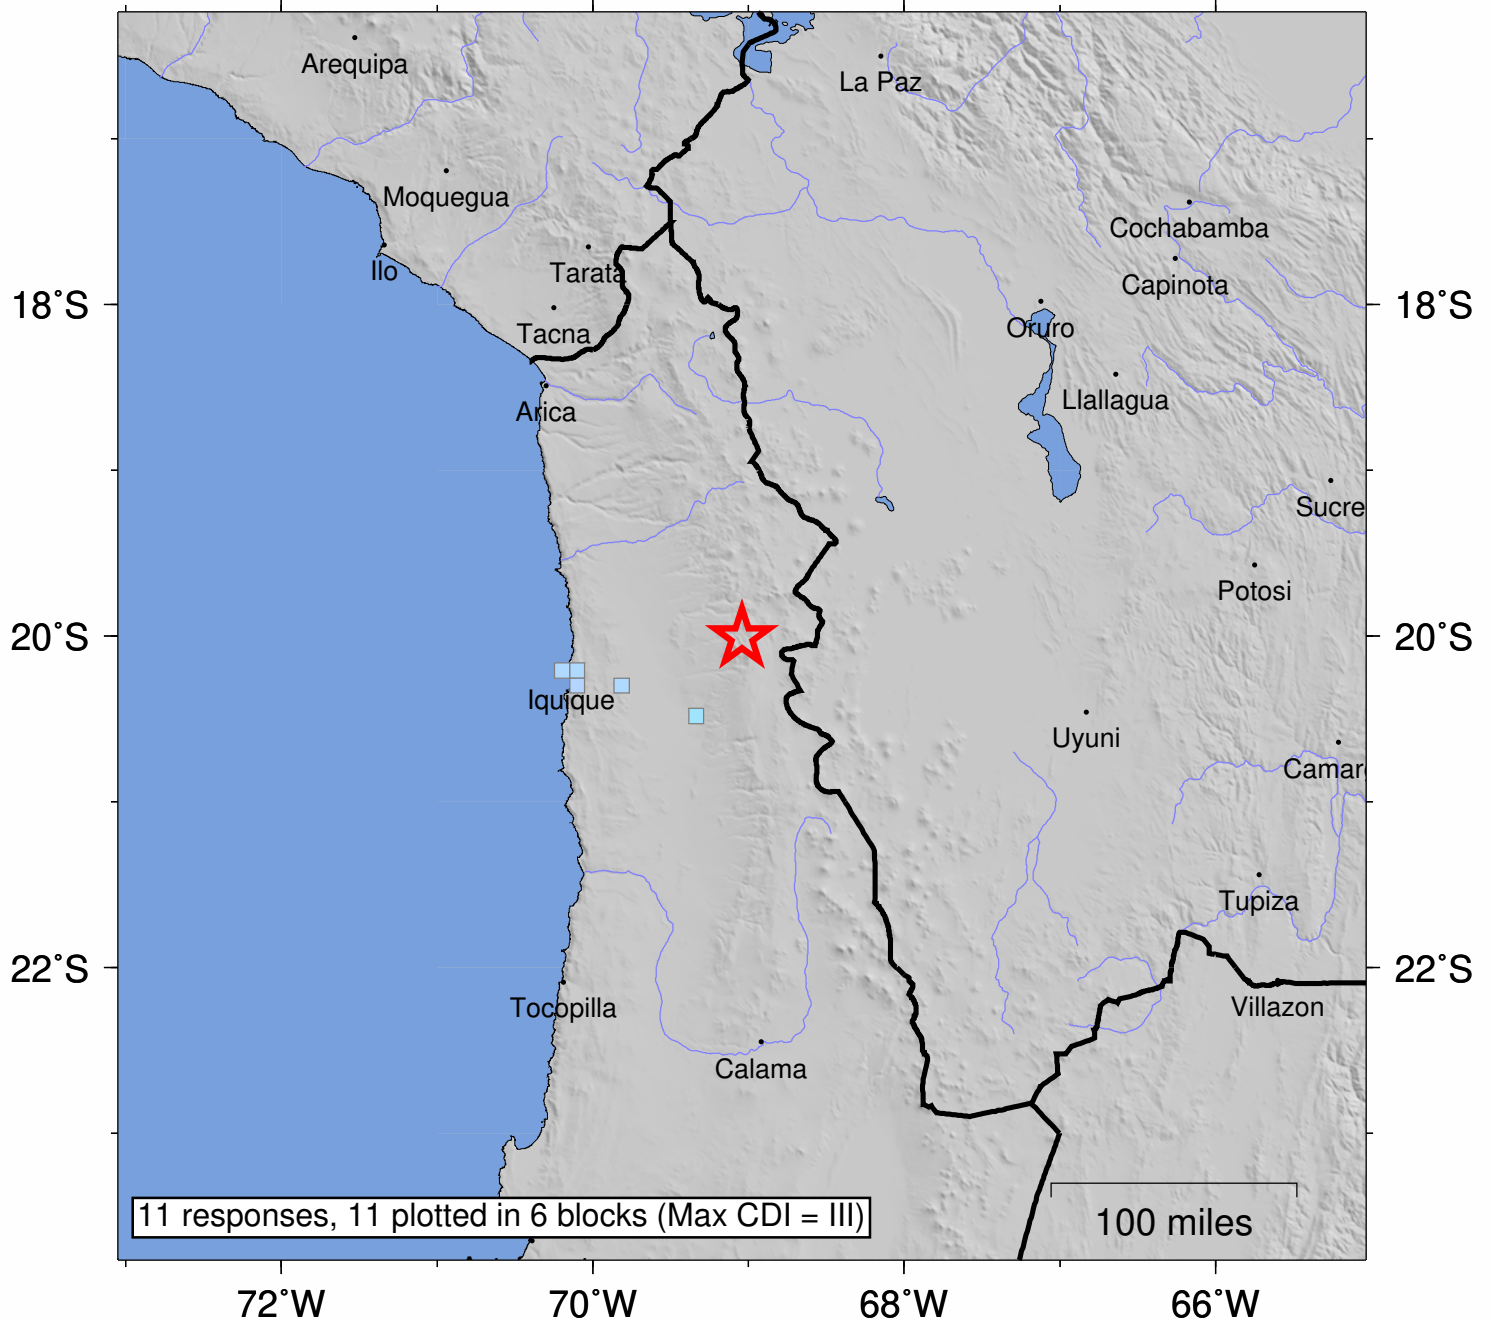 Arequipa
La Paz
Moquegua
Cochabamba
Ilo
Tarata
Capinota
18°S
18°S
Tacna
Oruro
Arica
Llallagua
Sucre
Potosi
20°S
20°S
Iquique
Uyuni
Camar
Tupiza
22°S
22°S
Tocopilla
Villazon
Calama
11 responses, 11 plotted in 6 blocks (Max CDI = III)
100 miles
72°W
70°W
68°W
66°W